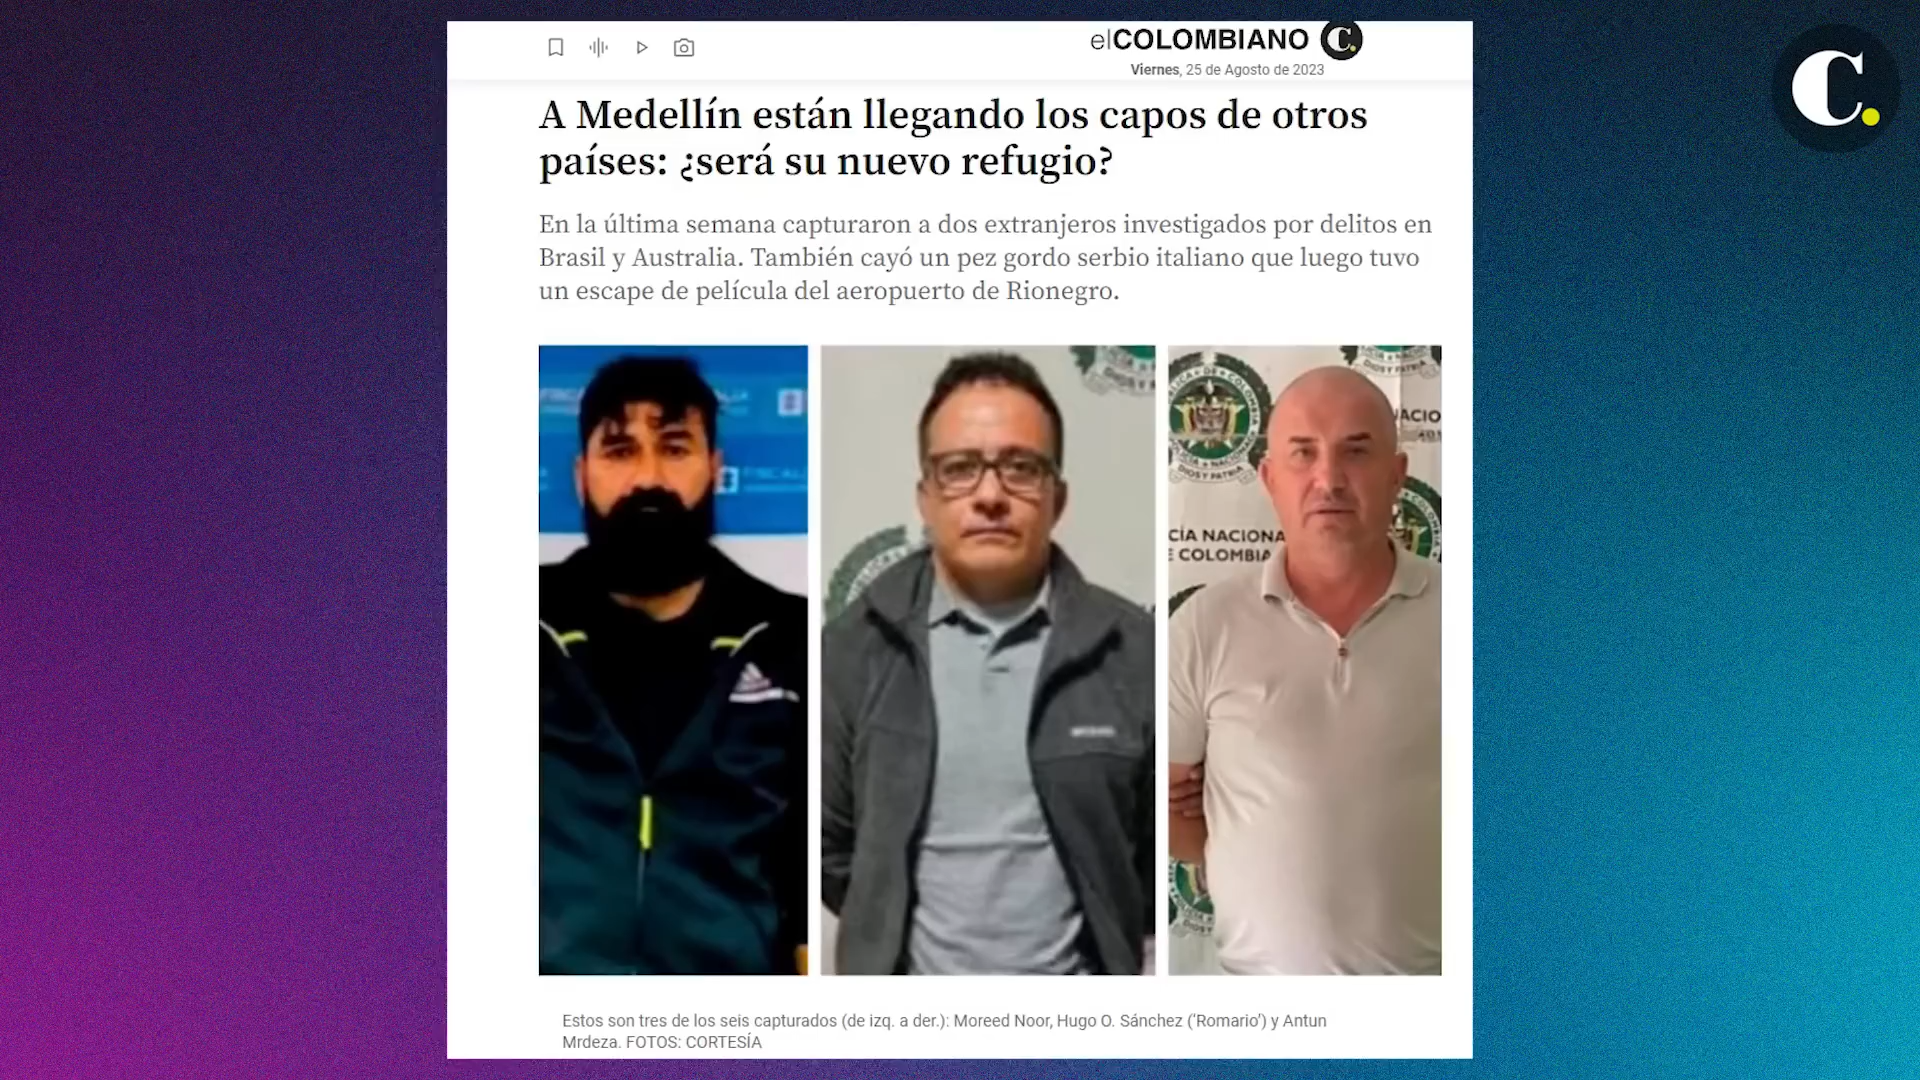 elCOLOMBIANO C.
Viernes, 25 de Agosto de 2023
C.
A Medellín están llegando los capos de otros
países: ¿será su nuevo refugio?
En la última semana capturaron a dos extranjeros investigados por delitos en
Brasil y Australia. También cayó un pez gordo serbio italiano que luego tuvo
un escape de película del aeropuerto de Rionegro.
DIOS Y PATRIA
CÍA NACIONA
E COLOMBIA
Estos son tres de los seis capturados (de izq. a der.): Moreed Noor, Hugo O. Sánchez (‘Romario’) y Antun
Mrdeza. FOTOS: CORTESÍA